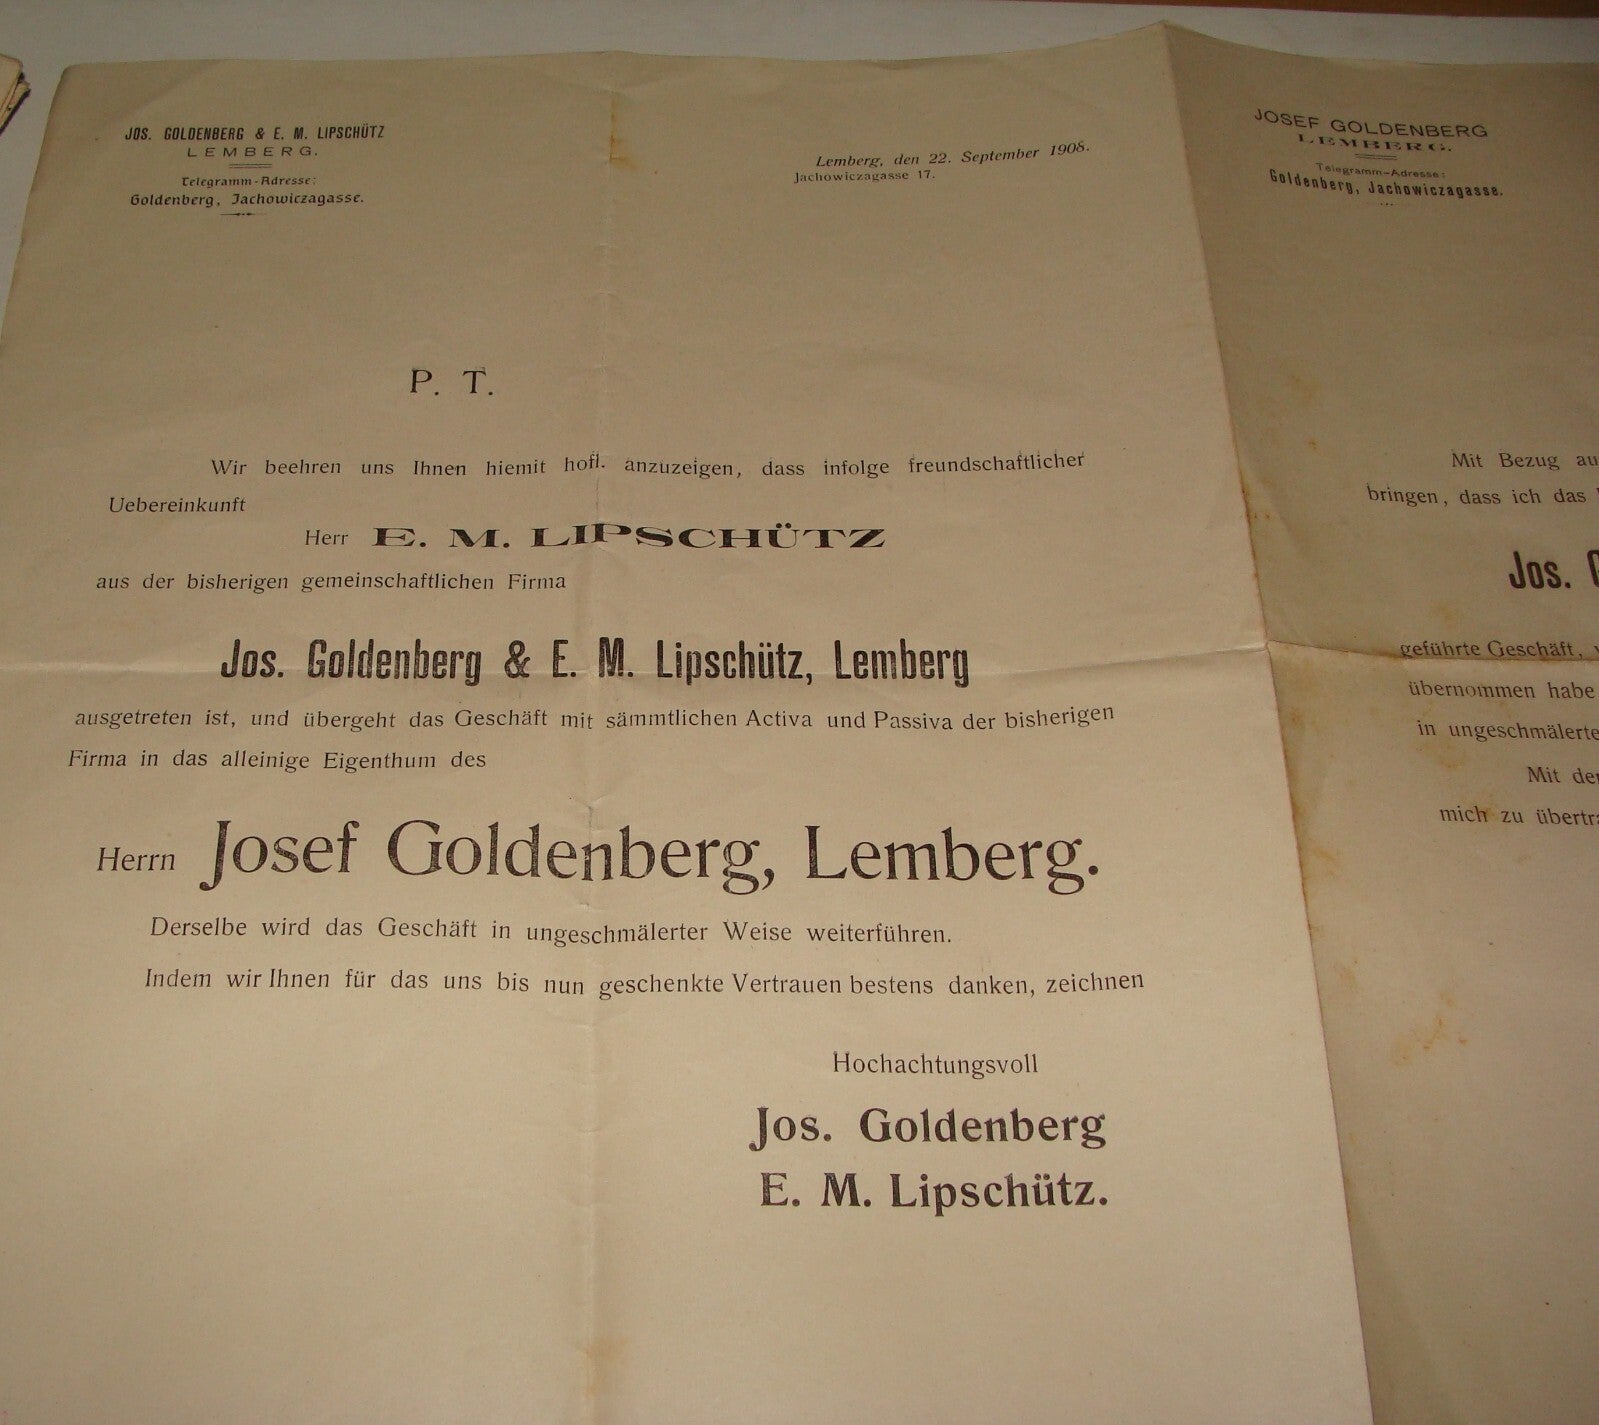 JOS. GOLDENBERG & E. M. LIPSCHÜTZ
LEMBERG.
Telegramm-Adresse:
Goldenberg, Jachowiczagasse.
Lemberg, den 22. September 1908.
Jachowiczagasse 17.
P. T.
Wir beehren uns Ihnen hiemit hofl. anzuzeigen, dass infolge freundschaftlicher
Uebereinkunft
Herr E. M. LIPSCHÜTZ
aus der bisherigen gemeinschaftlichen Firma
Jos. Goldenberg & E. M. Lipschütz, Lemberg
ausgetreten ist, und übergeht das Geschäft mit sämmtlichen Activa und Passiva der bisherigen
Firma in das alleinige Eigenthum des
Herrn Josef Goldenberg, Lemberg.
Derselbe wird das Geschäft in ungeschmälerter Weise weiterführen.
Indem wir Ihnen für das uns bis nun geschenkte Vertrauen bestens danken, zeichnen
Hochachtungsvoll
Jos. Goldenberg
E. M. Lipschütz.
JOSEF GOLDENBERG
LEMBERG.
Telegramm-Adresse:
Goldenberg, Jachowiczagasse.
Mit Bezug
bringen, dass ich das
Jos.
geführte Geschäft,
übernommen habe
in
Mit
mich zu